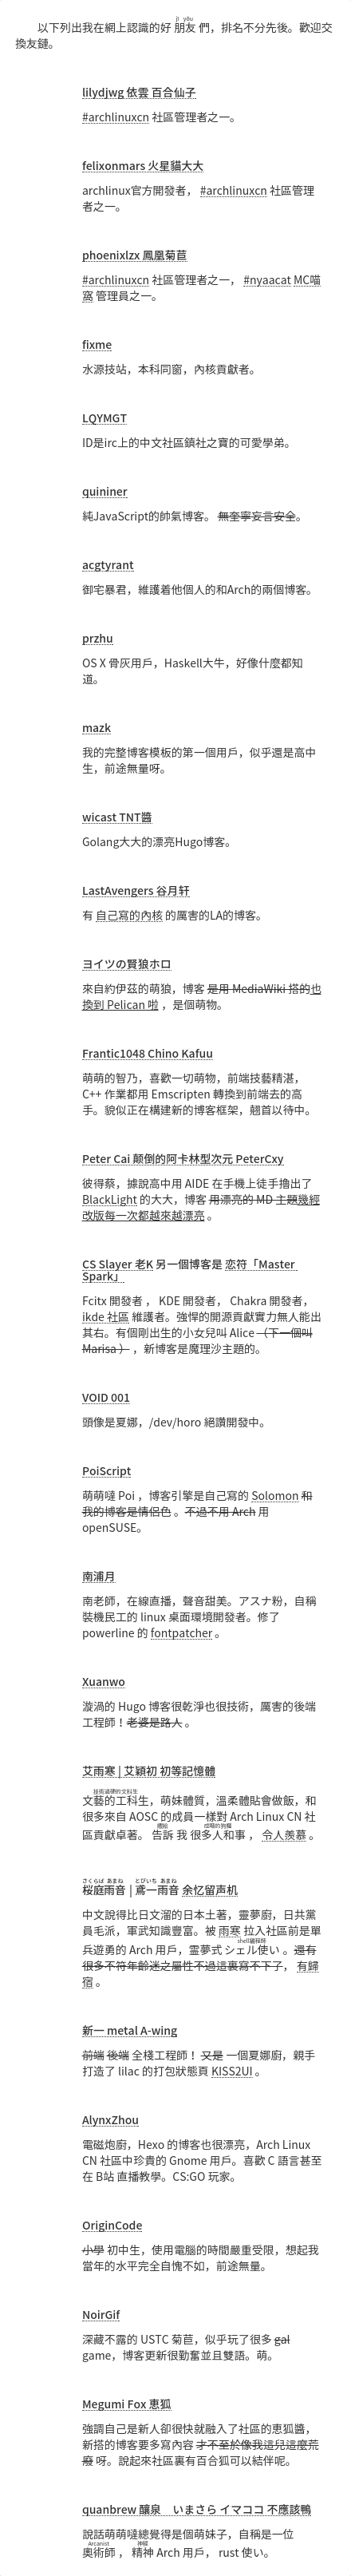 jī yǒu
以下列出我在網上認識的好 朋友 們，排名不分先後。歡迎交
換友鏈。
lilydjwg 依雲 百合仙子
#archlinuxcn 社區管理者之一。
felixonmars 火星貓大大
archlinux官方開發者， #archlinuxcn 社區管理
者之一。
phoenixlzx 鳳凰菊苣
#archlinuxcn 社區管理者之一， #nyaacat MC喵
窩 管理員之一。
fixme
水源技站，本科同窗，內核貢獻者。
LQYMGT
ID是irc上的中文社區鎮社之寶的可愛學弟。
quininer
純JavaScript的帥氣博客。 無奎寧妄言安全。
acgtyrant
御宅暴君，維護着他個人的和Arch的兩個博客。
przhu
OS X 骨灰用戶，Haskell大牛，好像什麼都知
道。
mazk
我的完整博客模板的第一個用戶，似乎還是高中
生，前途無量呀。
wicast TNT醬
Golang大大的漂亮Hugo博客。
LastAvengers 谷月轩
有 自己寫的內核 的厲害的LA的博客。
ヨイツの賢狼ホロ
來自約伊茲的萌狼，博客 是用 MediaWiki 搭的也
換到 Pelican 啦 ，是個萌物。
Frantic1048 Chino Kafuu
萌萌的智乃，喜歡一切萌物，前端技藝精湛，
C++ 作業都用 Emscripten 轉換到前端去的高
手。貌似正在構建新的博客框架，翹首以待中。
Peter Cai 颠倒的阿卡林型次元 PeterCxy
彼得蔡，據說高中用 AIDE 在手機上徒手擼出了
BlackLight 的大大，博客 用漂亮的 MD 主題幾經
改版每一次都越來越漂亮 。
CS Slayer 老K 另一個博客是 恋符「Master
Spark」
Fcitx 開發者 ， KDE 開發者， Chakra 開發者，
ikde 社區 維護者。強悍的開源貢獻實力無人能出
其右。有個剛出生的小女兒叫 Alice （下一個叫
Marisa ） ，新博客是魔理沙主題的。
VOID 001
頭像是夏娜，/dev/horo 絕讚開發中。
PoiScript
萌萌噠 Poi ，博客引擎是自己寫的 Solomon 和
我的博客是情侶色 。不過不用 Arch 用
openSUSE。
南浦月
南老師，在線直播，聲音甜美。アスナ粉，自稱
裝機民工的 linux 桌面環境開發者。修了
powerline 的 fontpatcher 。
Xuanwo
漩渦的 Hugo 博客很乾淨也很技術，厲害的後端
工程師！老婆是路人 。
艾雨寒 | 艾穎初 初等記憶體
技術過硬的文科生
文藝的工科生，萌妹體質，溫柔體貼會做飯，和
很多來自 AOSC 的成員一樣對 Arch Linux CN 社
區貢獻卓著。 告訴 我 很多人和事 ， 令人羨慕 。
さくらば あまね とびいち あまね
桜庭雨音 | 鳶一雨音 余忆留声机
中文說得比日文溜的日本土著，靈夢廚，日共黨
員毛派，軍武知識豐富。被 雨寒 拉入社區前是單
兵遊勇的 Arch 用戶，靈夢式 シェル使い 。還有
很多不符年齡迷之屬性不過這裏寫不下了， 有歸
宿 。
新一 metal A-wing
前端 後端 全棧工程師！ 又是 一個夏娜廚，親手
打造了 lilac 的打包狀態頁 KISS2UI 。
AlynxZhou
電磁炮廚，Hexo 的博客也很漂亮，Arch Linux
CN 社區中珍貴的 Gnome 用戶。喜歡 C 語言甚至
在 B站 直播教學。CS:GO 玩家。
OriginCode
小學 初中生，使用電腦的時間嚴重受限，想起我
當年的水平完全自愧不如，前途無量。
NoirGif
深藏不露的 USTC 菊苣，似乎玩了很多 gal
game，博客更新很勤奮並且雙語。萌。
Megumi Fox 恵狐
強調自己是新人卻很快就融入了社區的恵狐醬，
新搭的博客要多寫內容 才不至於像我這兒這麼荒
廢 呀。說起來社區裏有百合狐可以結伴呢。
quanbrew 釀泉　いまさら イマココ 不應該鴨
說話萌萌噠總覺得是個萌妹子，自稱是一位
Arcanist 神經
奧術師 ， 精神 Arch 用戶， rust 使い。